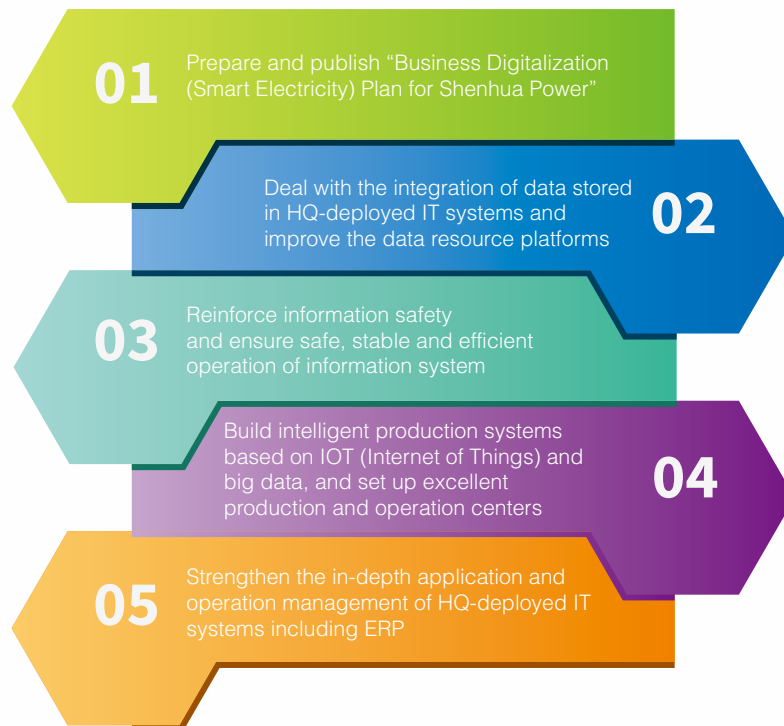 01
Prepare and publish “Business Digitalization
(Smart Electricity) Plan for Shenhua Power”
Deal with the integration of data stored
in HQ-deployed IT systems and
improve the data resource platforms
02
03
Reinforce information safety
and ensure safe, stable and efficient
operation of information system
Build intelligent production systems
based on IOT (Internet of Things) and
big data, and set up excellent
production and operation centers
04
05
Strengthen the in-depth application and
operation management of HQ-deployed IT
systems including ERP